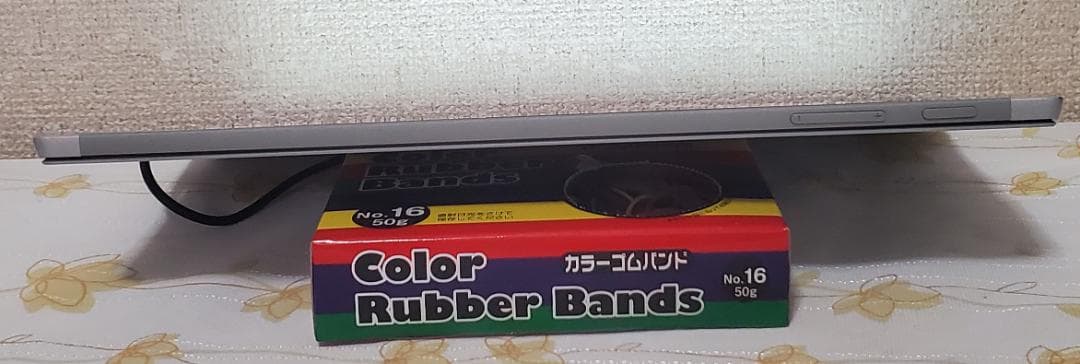 Color
Rubber
Bands
No.16
50g
Color
Rubber Bands
カラーゴムバンド
No.16
50g